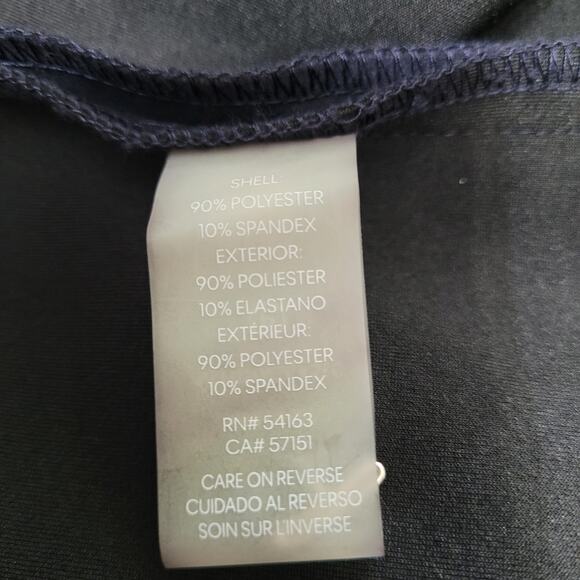 SHELL:
90% POLYESTER
10% SPANDEX
EXTERIOR:
90% POLIESTER
10% ELASTANO
EXTÉRIEUR:
90% POLYESTER
10% SPANDEX
RN# 54163
CA# 57151
CARE ON REVERSE
CUIDADO AL REVERSO
SOIN SUR L'INVERSE